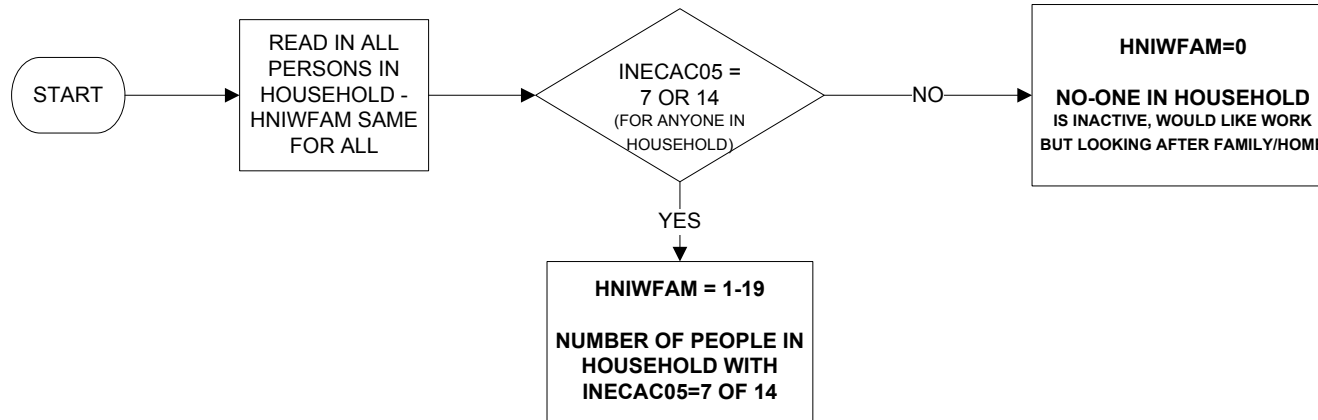 START
READ IN ALL
PERSONS IN
HOUSEHOLD -
HNIWFAM SAME
FOR ALL
INECAC05 =
7 OR 14
(FOR ANYONE IN
HOUSEHOLD)
NO
HNIWFAM=0
NO-ONE IN HOUSEHOLD
IS INACTIVE, WOULD LIKE WORK
BUT LOOKING AFTER FAMILY/HOME
YES
HNIWFAM = 1-19
NUMBER OF PEOPLE IN
HOUSEHOLD WITH
INECAC05=7 OF 14